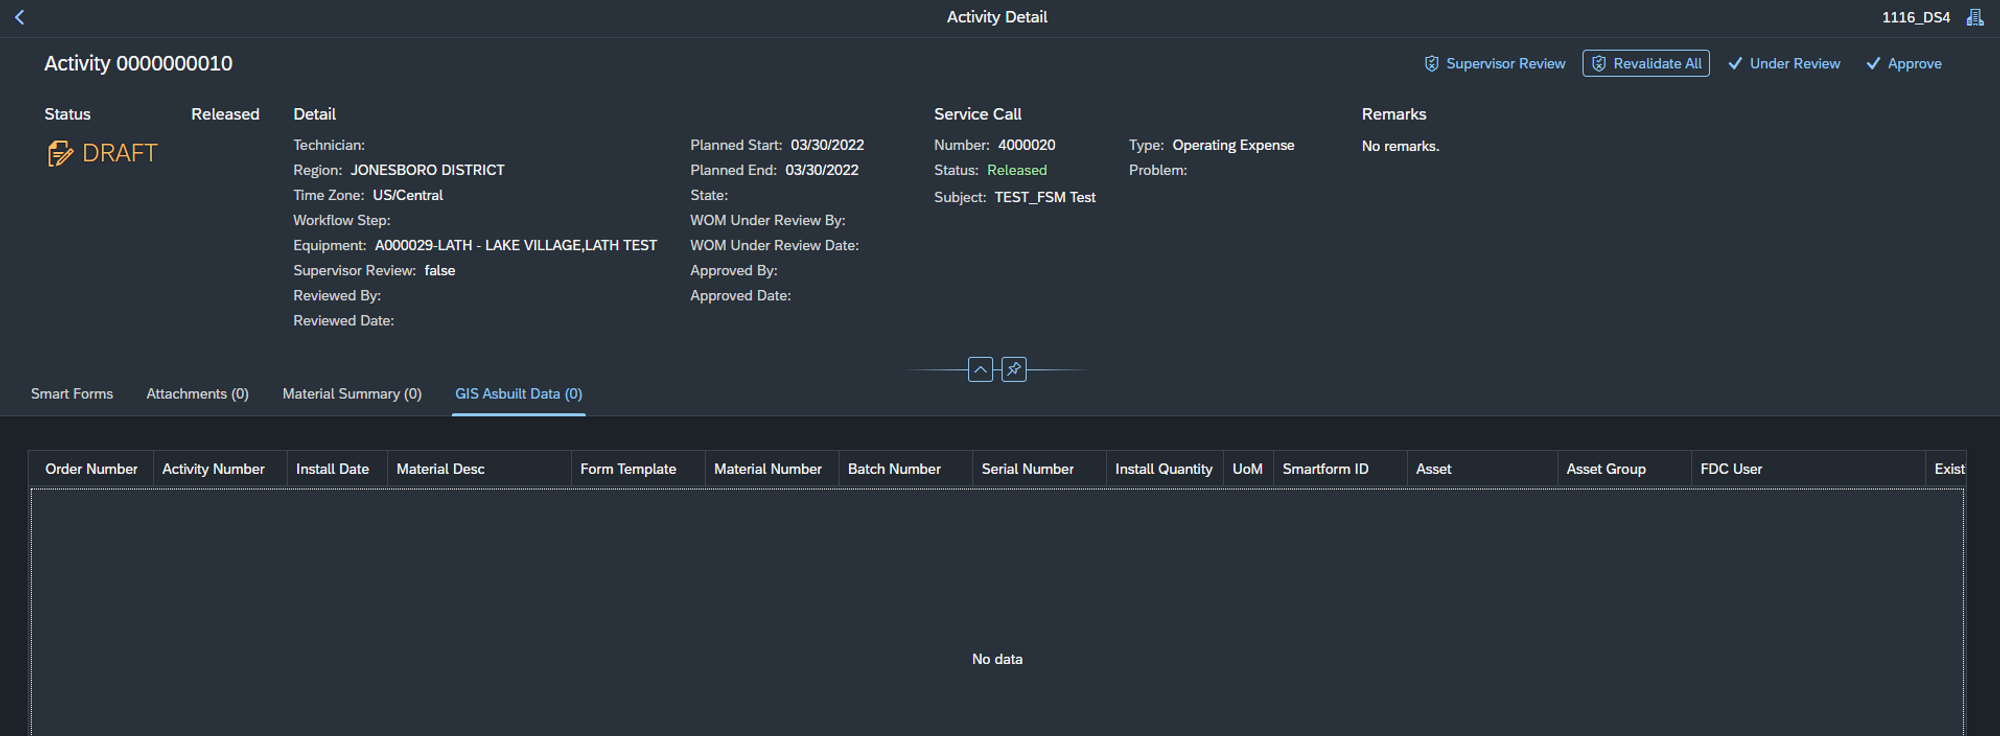 Activity Detail
1116_DS4
Activity 0000000010
Supervisor Review
Revalidate All
Under Review
Approve
Status
DRAFT
Released
Detail
Technician:
Region: JONESBORO DISTRICT
Time Zone: US/Central
Workflow Step:
Equipment: A000029-LATH - LAKE VILLAGE,LATH TEST
Supervisor Review: false
Reviewed By:
Reviewed Date:
Planned Start: 03/30/2022
Planned End: 03/30/2022
State:
WOM Under Review By:
WOM Under Review Date:
Approved By:
Approved Date:
Service Call
Number: 4000020
Status: Released
Subject: TEST_FSM Test
Type: Operating Expense
Problem:
Remarks
No remarks.
Smart Forms
Attachments (0)
Material Summary (0)
GIS Asbuilt Data (0)
Order Number
Activity Number
Install Date
Material Desc
Form Template
Material Number
Batch Number
Serial Number
Install Quantity
UoM
Smartform ID
Asset
Asset Group
FDC User
Exist
No data